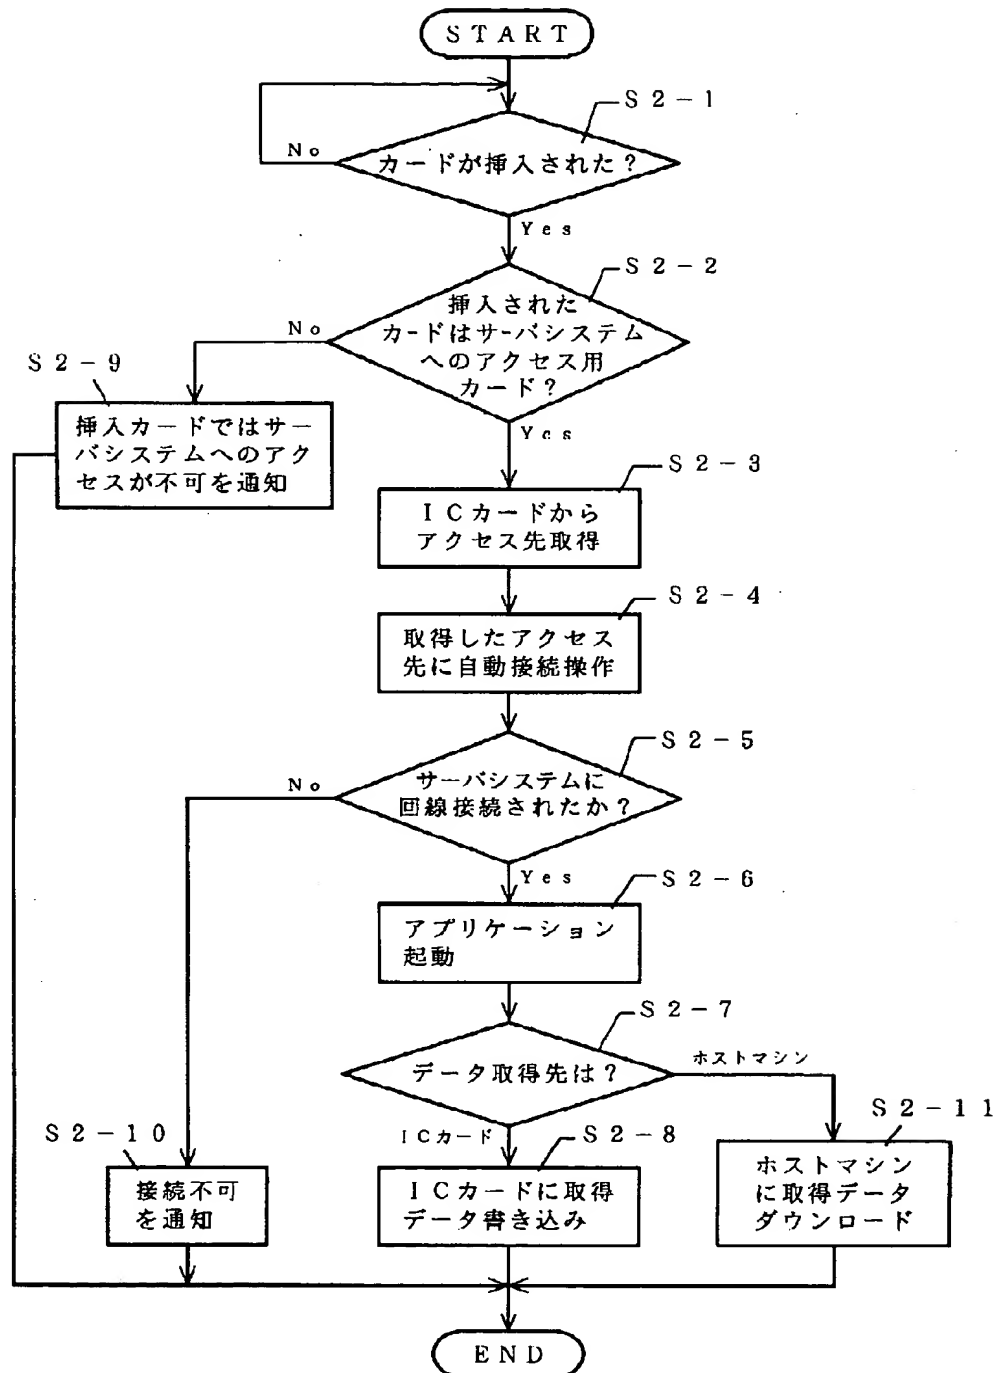 START
S2-1
No
カードが挿入された？
Yes
S2-2
挿入された
カードはサーバシステム
へのアクセス用
カード？
No
S2-9
挿入カードではサー
バシステムへのアク
セスが不可を通知
Yes
S2-3
ICカードから
アクセス先取得
S2-4
取得したアクセス
先に自動接続操作
S2-5
サーバシステムに
回線接続されたか？
No
Yes
S2-6
アプリケーション
起動
S2-7
データ取得先は？
ホストマシン
S2-11
ICカード
S2-8
S2-10
接続不可
を通知
ICカードに取得
データ書き込み
ホストマシン
に取得データ
ダウンロード
END